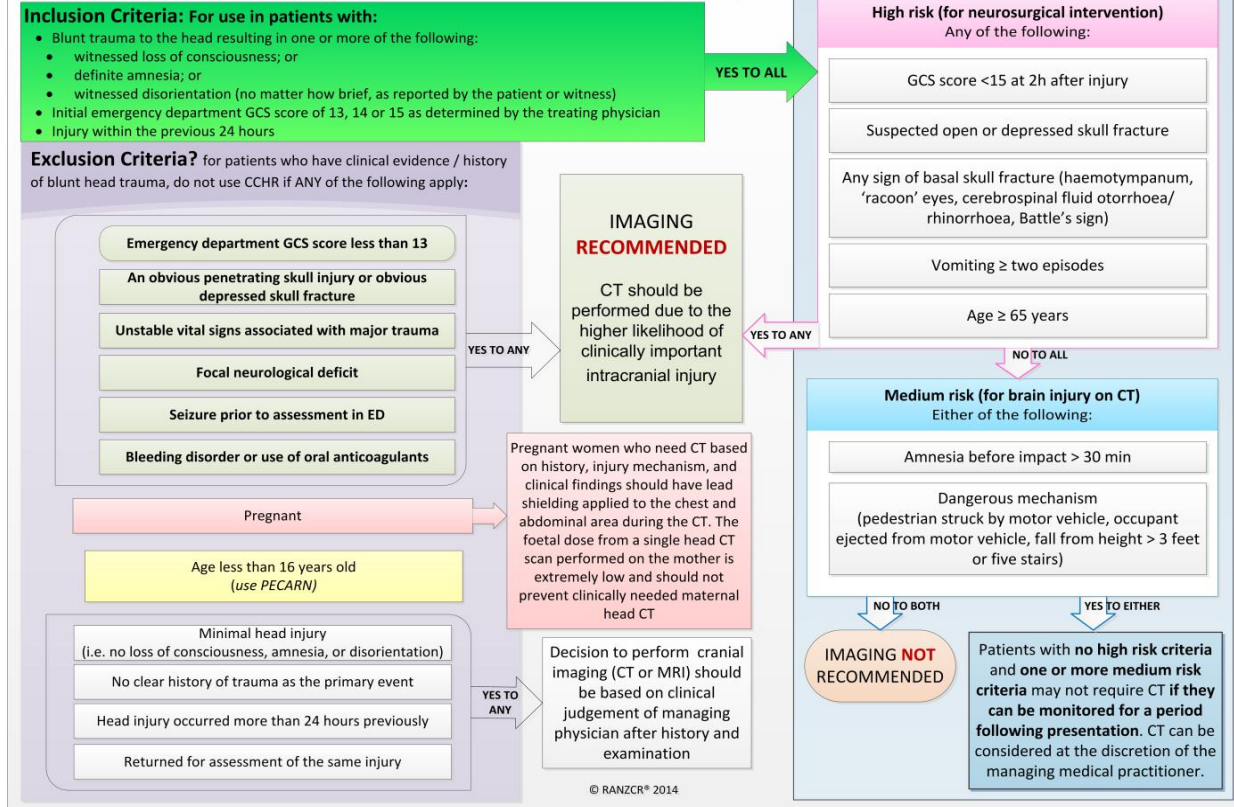 Inclusion Criteria: For use in patients with:
• Blunt trauma to the head resulting in one or more of the following:
• witnessed loss of consciousness; or
• definite amnesia; or
• witnessed disorientation (no matter how brief, as reported by the patient or witness)
• Initial emergency department GCS score of 13, 14 or 15 as determined by the treating physician
• Injury within the previous 24 hours
YES TO ALL
High risk (for neurosurgical intervention)
Any of the following:
GCS score <15 at 2h after injury
Suspected open or depressed skull fracture
Any sign of basal skull fracture (haemotympanum,
‘racoon’ eyes, cerebrospinal fluid otorrhoea/
rhinorrhoea, Battle’s sign)
Vomiting ≥ two episodes
Age ≥ 65 years
YES TO ANY
NO TO ALL
Exclusion Criteria? for patients who have clinical evidence / history
of blunt head trauma, do not use CCHR if ANY of the following apply:
Emergency department GCS score less than 13
An obvious penetrating skull injury or obvious
depressed skull fracture
Unstable vital signs associated with major trauma
Focal neurological deficit
Seizure prior to assessment in ED
Bleeding disorder or use of oral anticoagulants
YES TO ANY
IMAGING
RECOMMENDED
CT should be
performed due to the
higher likelihood of
clinically important
intracranial injury
Medium risk (for brain injury on CT)
Either of the following:
Amnesia before impact > 30 min
Dangerous mechanism
(pedestrian struck by motor vehicle, occupant
ejected from motor vehicle, fall from height > 3 feet
or five stairs)
NO TO BOTH
YES TO EITHER
IMAGING NOT
RECOMMENDED
Patients with no high risk criteria
and one or more medium risk
criteria may not require CT if they
can be monitored for a period
following presentation. CT can be
considered at the discretion of the
managing medical practitioner.
Pregnant
Pregnant women who need CT based
on history, injury mechanism, and
clinical findings should have lead
shielding applied to the chest and
abdominal area during the CT. The
foetal dose from a single head CT
scan performed on the mother is
extremely low and should not
prevent clinically needed maternal
head CT
Age less than 16 years old
(use PECARN)
Minimal head injury
(i.e. no loss of consciousness, amnesia, or disorientation)
No clear history of trauma as the primary event
Head injury occurred more than 24 hours previously
Returned for assessment of the same injury
YES TO
ANY
Decision to perform cranial
imaging (CT or MRI) should
be based on clinical
judgement of managing
physician after history and
examination
© RANZCR® 2014